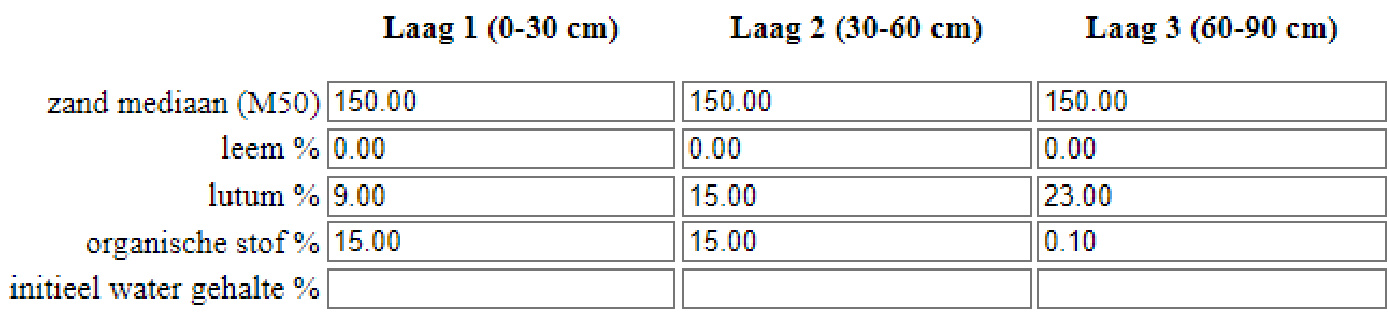 Laag 1 (0-30 cm) Laag 2 (30-60 cm) Laag 3 (60-90 cm)
zand mediaan (M50) 150.00 150.00 150.00
leem % 0.00 0.00 0.00
lutum % 9.00 15.00 23.00
organische stof % 15.00 15.00 0.10
initieel water gehalte %